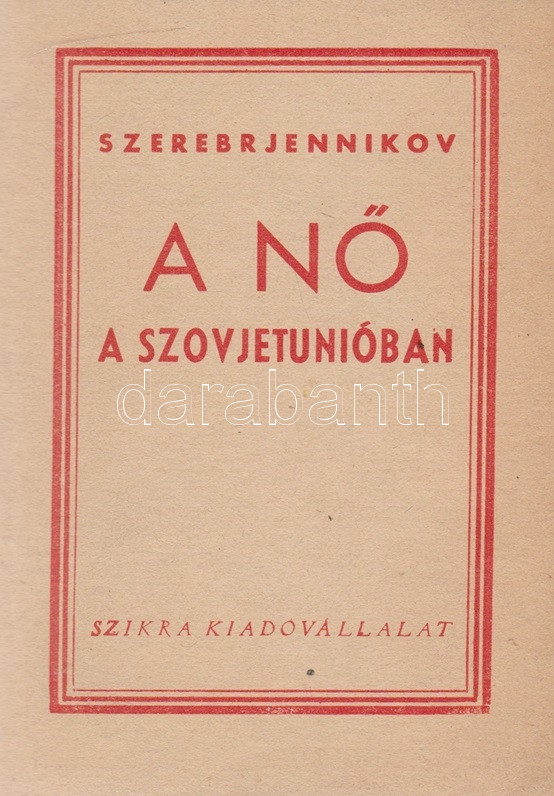 SZEREBRJENNIKOV
A NŐ
A SZOVJETUNIÓBAN
darabanth
SZIKRA KIADÓVÁLLALAT